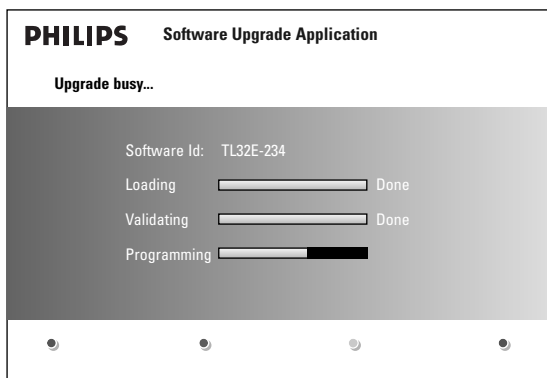 PHILIPS Software Upgrade Application
Upgrade busy...
Software Id: TL32E-234
Loading Done
Validating Done
Programming